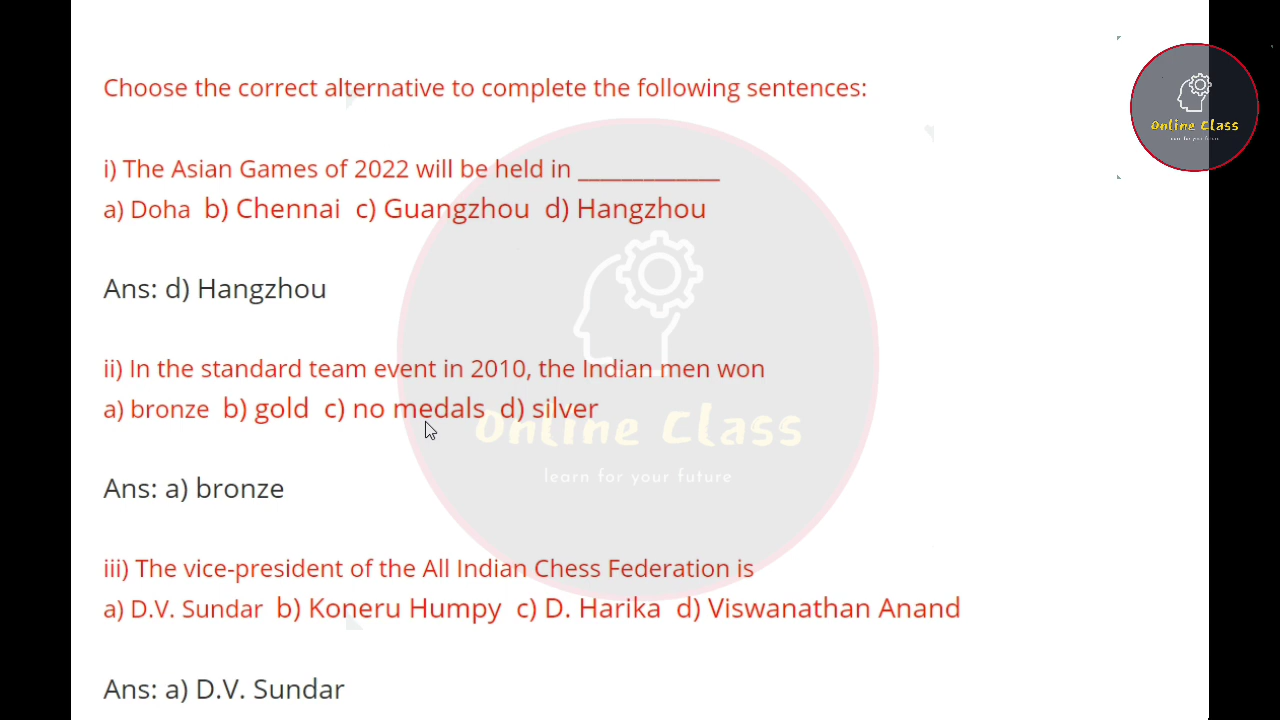 Choose the correct alternative to complete the following sentences:
Online Class
i) The Asian Games of 2022 will be held in _____________
a) Doha b) Chennai c) Guangzhou d) Hangzhou
Ans: d) Hangzhou
ii) In the standard team event in 2010, the Indian men won
a) bronze b) gold c) no medals d) silver
Online Class
learn for your future
Ans: a) bronze
iii) The vice-president of the All Indian Chess Federation is
a) D.V. Sundar b) Koneru Humpy c) D. Harika d) Viswanathan Anand
Ans: a) D.V. Sundar